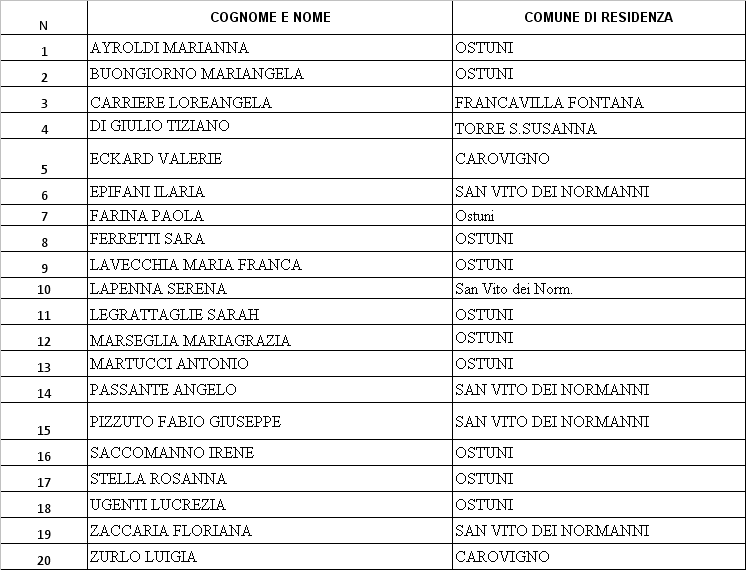 N COGNOME E NOME COMUNE DI RESIDENZA
1 AYROLDI MARIANNA OSTUNI
2 BUONGIORNO MARIANGELA OSTUNI
3 CARRIERE LOREANGELA FRANCAVILLA FONTANA
4 DI GIULIO TIZIANO TORRE S.SUSANNA
5 ECKARD VALERIE CAROVIGNO
6 EPIFANI ILARIA SAN VITO DEI NORMANNI
7 FARINA PAOLA Ostuni
8 FERRETTI SARA OSTUNI
9 LAVECCHIA MARIA FRANCA OSTUNI
10 LAPENNA SERENA San Vito dei Norm.
11 LEGRATTAGLIE SARAH OSTUNI
12 MARSEGLIA MARIAGRAZIA OSTUNI
13 MARTUCCI ANTONIO OSTUNI
14 PASSANTE ANGELO SAN VITO DEI NORMANNI
15 PIZZUTO FABIO GIUSEPPE SAN VITO DEI NORMANNI
16 SACCOMANNO IRENE OSTUNI
17 STELLA ROSANNA OSTUNI
18 UGENTI LUCREZIA OSTUNI
19 ZACCARIA FLORIANA SAN VITO DEI NORMANNI
20 ZURLO LUIGIA CAROVIGNO